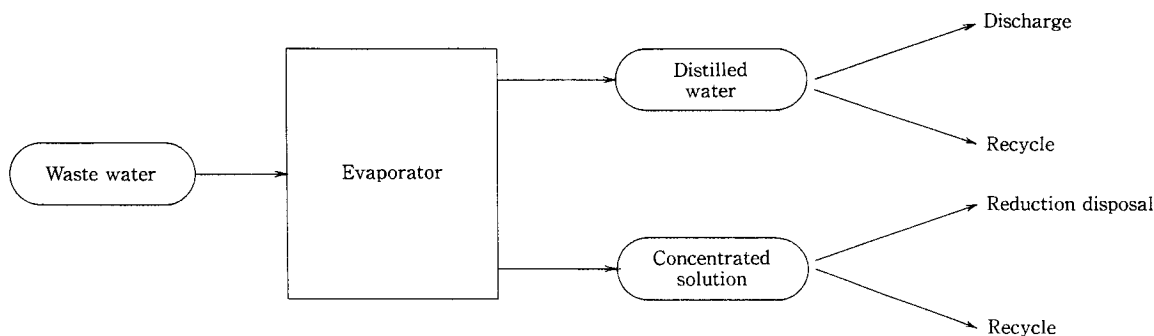 Waste water
Evaporator
Distilled
water
Discharge
Recycle
Concentrated
solution
Reduction disposal
Recycle